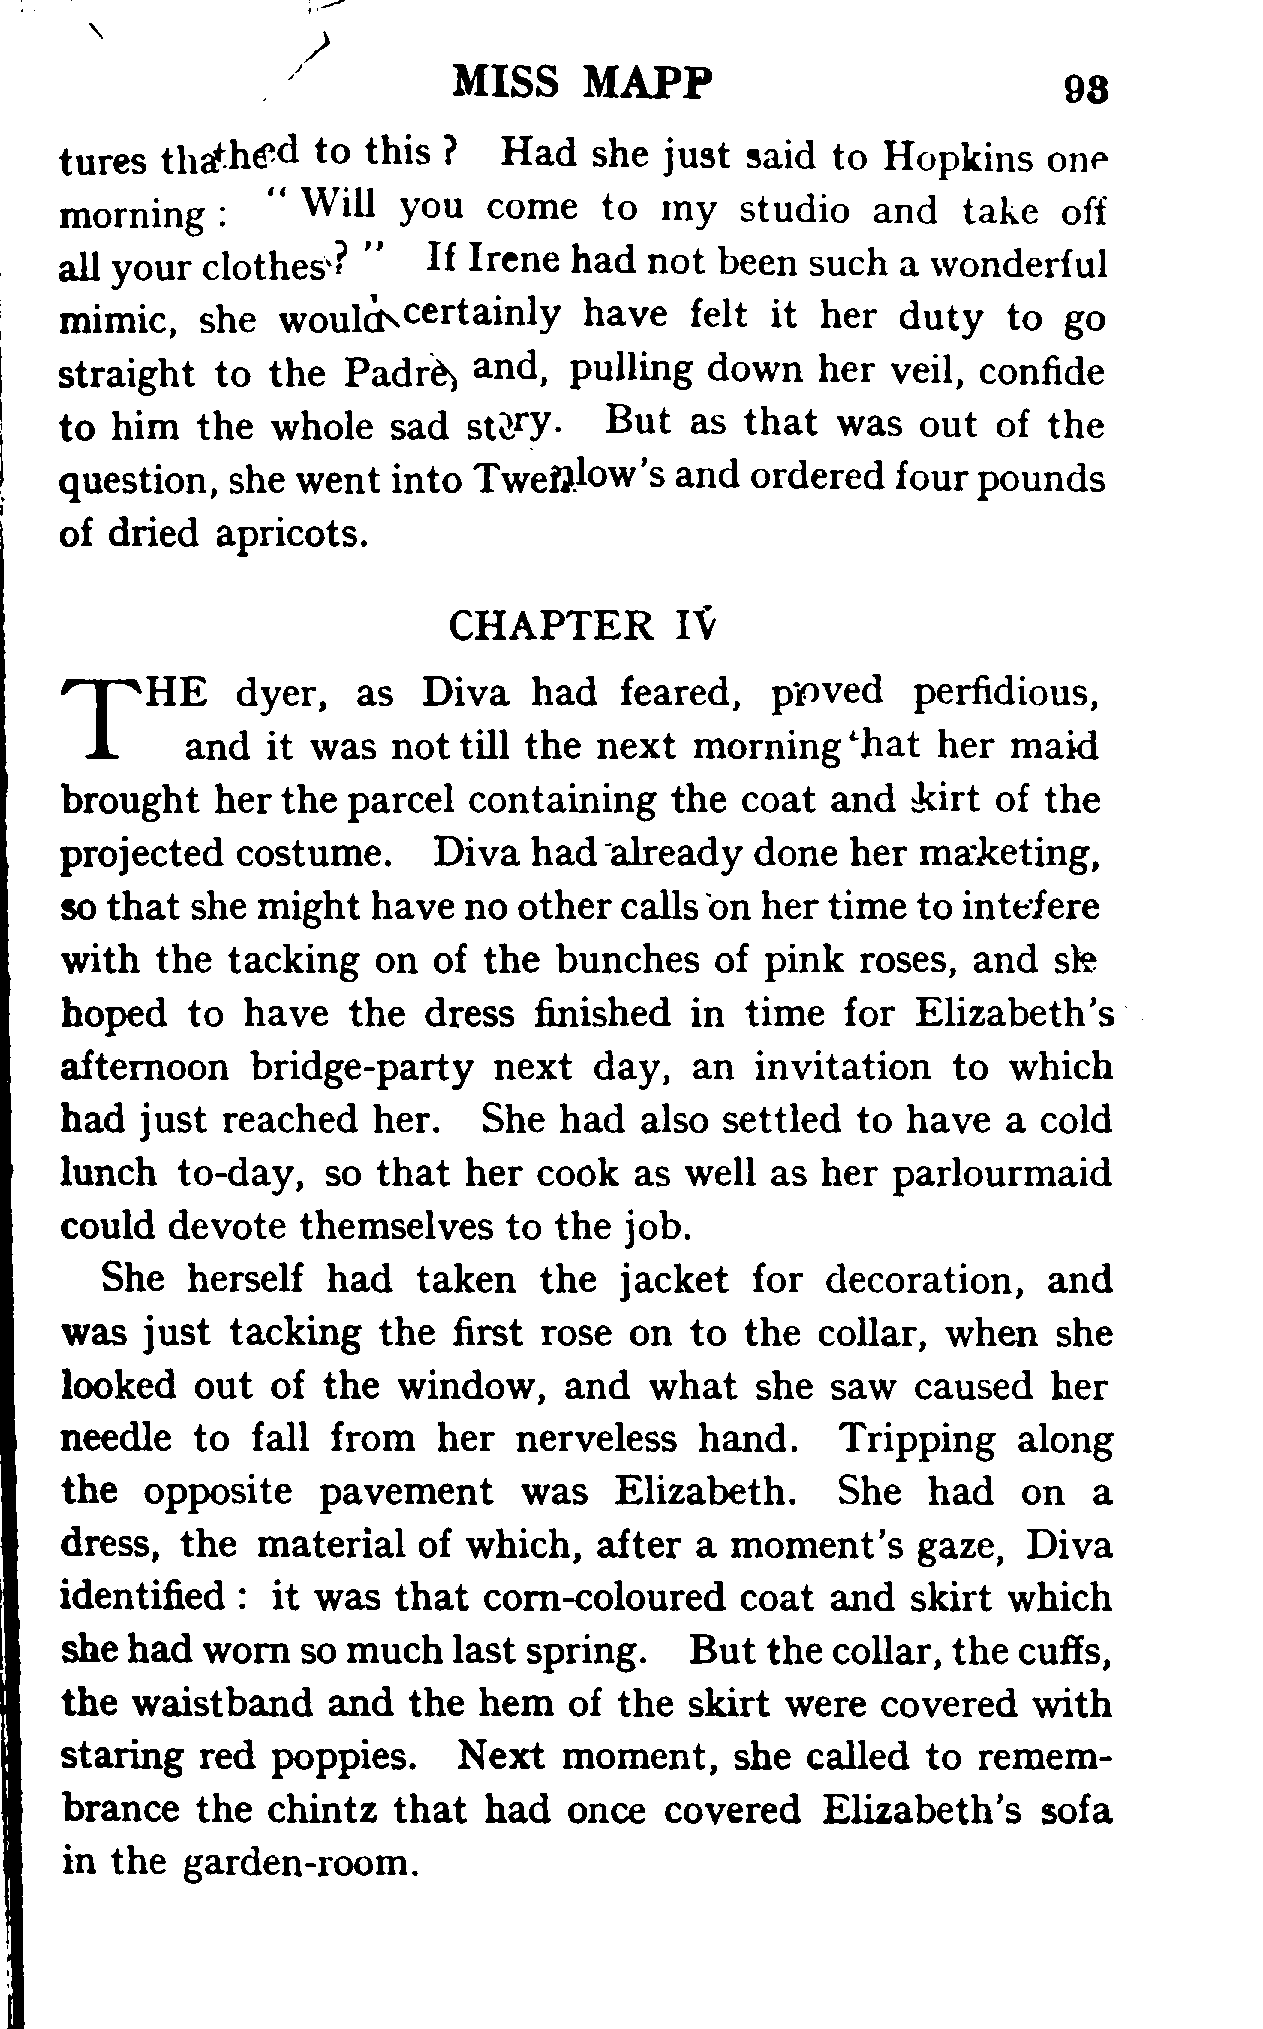 MISS MAPP 93
tures that had to this ? Had she just said to Hopkins one
morning : " Will you come to my studio and take off
all your clothes ? " If Irene had not been such a wonderful
mimic, she would certainly have felt it her duty to go
straight to the Padre, and, pulling down her veil, confide
to him the whole sad story. But as that was out of the
question, she went into Twemlow's and ordered four pounds
of dried apricots.
CHAPTER IV
THE dyer, as Diva had feared, proved perfidious,
and it was not till the next morning that her maid
brought her the parcel containing the coat and skirt of the
projected costume. Diva had already done her marketing,
so that she might have no other calls on her time to interfere
with the tacking on of the bunches of pink roses, and she
hoped to have the dress finished in time for Elizabeth's
afternoon bridge-party next day, an invitation to which
had just reached her. She had also settled to have a cold
lunch to-day, so that her cook as well as her parlourmaid
could devote themselves to the job.
She herself had taken the jacket for decoration, and
was just tacking the first rose on to the collar, when she
looked out of the window, and what she saw caused her
needle to fall from her nerveless hand. Tripping along
the opposite pavement was Elizabeth. She had on a
dress, the material of which, after a moment's gaze, Diva
identified : it was that corn-coloured coat and skirt which
she had worn so much last spring. But the collar, the cuffs,
the waistband and the hem of the skirt were covered with
staring red poppies. Next moment, she called to remem-
brance the chintz that had once covered Elizabeth's sofa
in the garden-room.